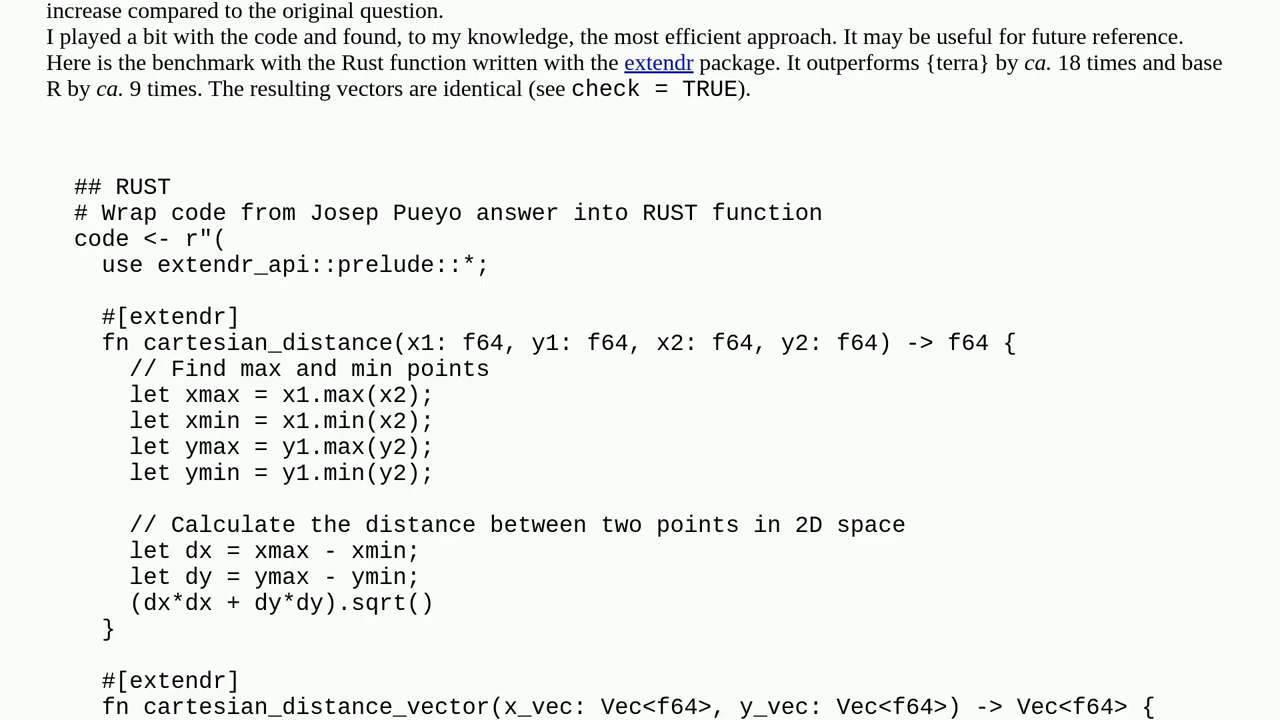 increase compared to the original question.
I played a bit with the code and found, to my knowledge, the most efficient approach. It may be useful for future reference.
Here is the benchmark with the Rust function written with the extendr package. It outperforms {terra} by ca. 18 times and base
R by ca. 9 times. The resulting vectors are identical (see check = TRUE).
## RUST
# Wrap code from Josep Pueyo answer into RUST function
code <- r"(
  use extendr_api::prelude::*;
  #[extendr]
  fn cartesian_distance(x1: f64, y1: f64, x2: f64, y2: f64) -> f64 {
    // Find max and min points
    let xmax = x1.max(x2);
    let xmin = x1.min(x2);
    let ymax = y1.max(y2);
    let ymin = y1.min(y2);
    // Calculate the distance between two points in 2D space
    let dx = xmax - xmin;
    let dy = ymax - ymin;
    (dx*dx + dy*dy).sqrt()
  }
  #[extendr]
  fn cartesian_distance_vector(x_vec: Vec<f64>, y_vec: Vec<f64>) -> Vec<f64> {